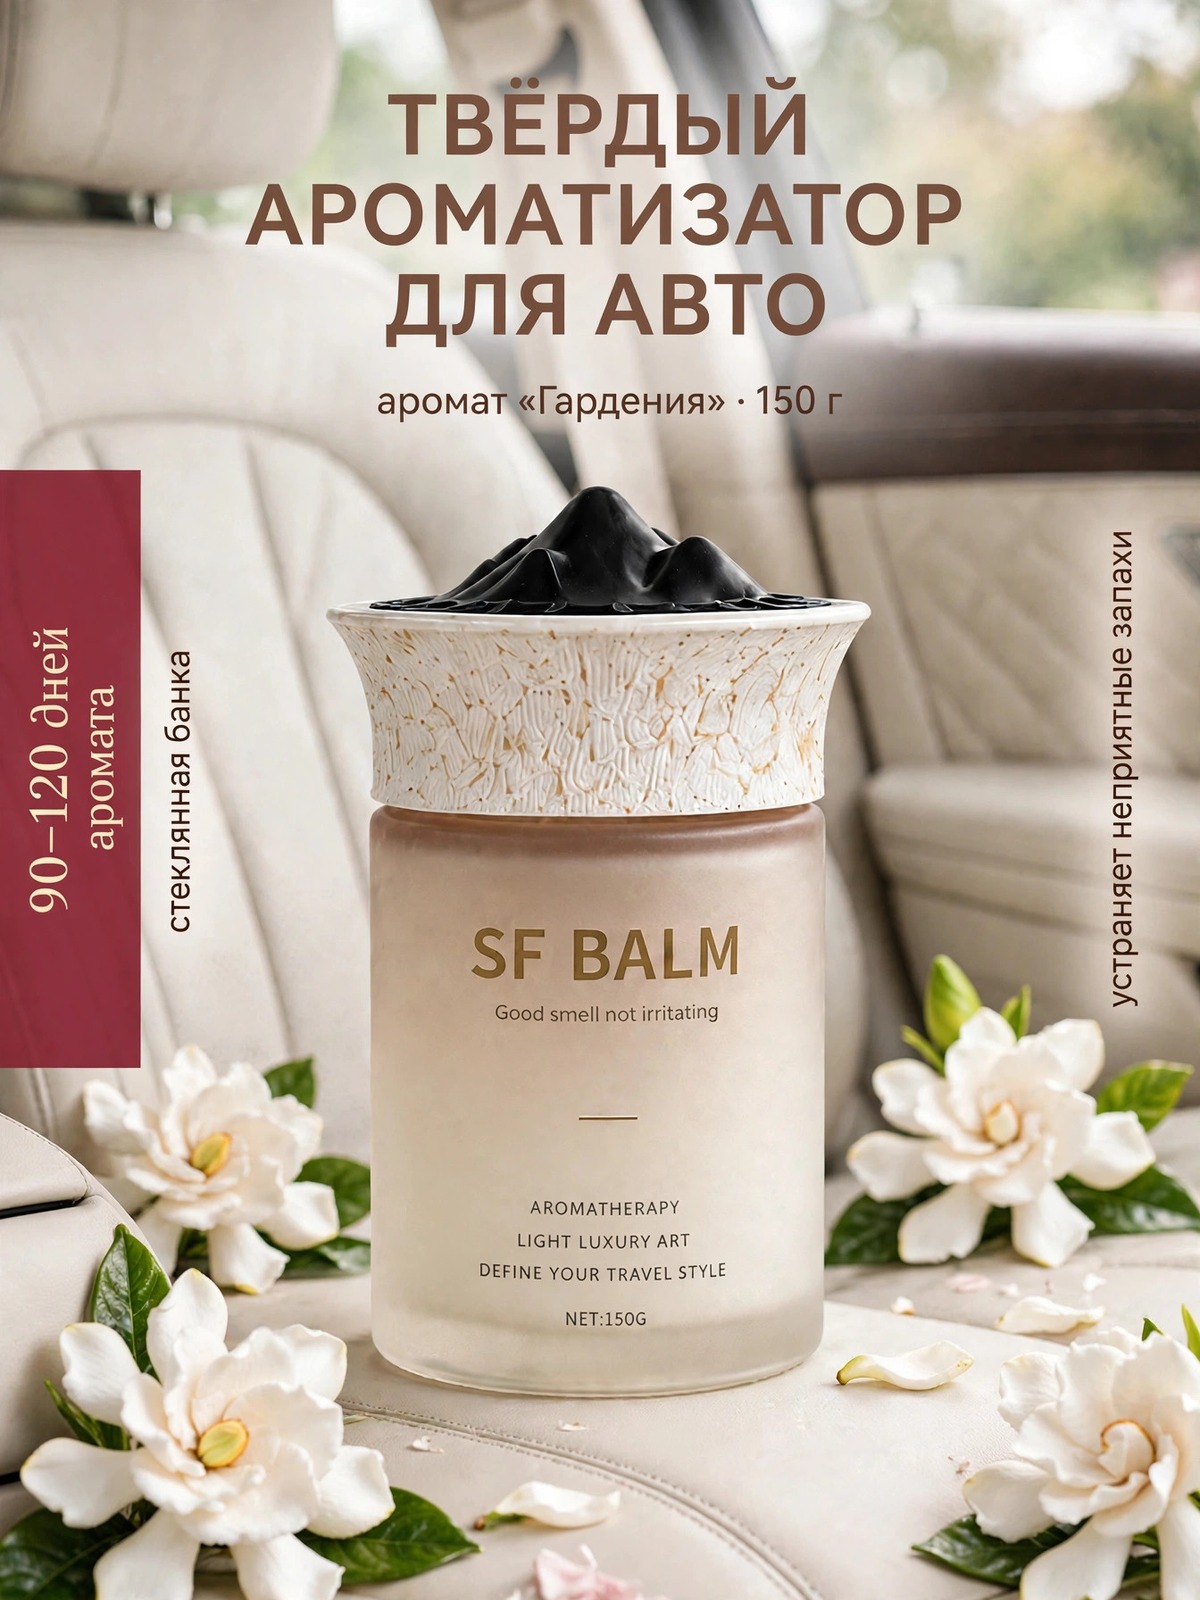 ТВЁРДЫЙ
АРОМАТИЗАТОР
ДЛЯ АВТО
аромат «Гардения» · 150 г
90–120 дней
аромата
стеклянная банка
устраняет неприятные запахи
SF BALM
Good smell not irritating
AROMATHERAPY
LIGHT LUXURY ART
DEFINE YOUR TRAVEL STYLE
NET:150G